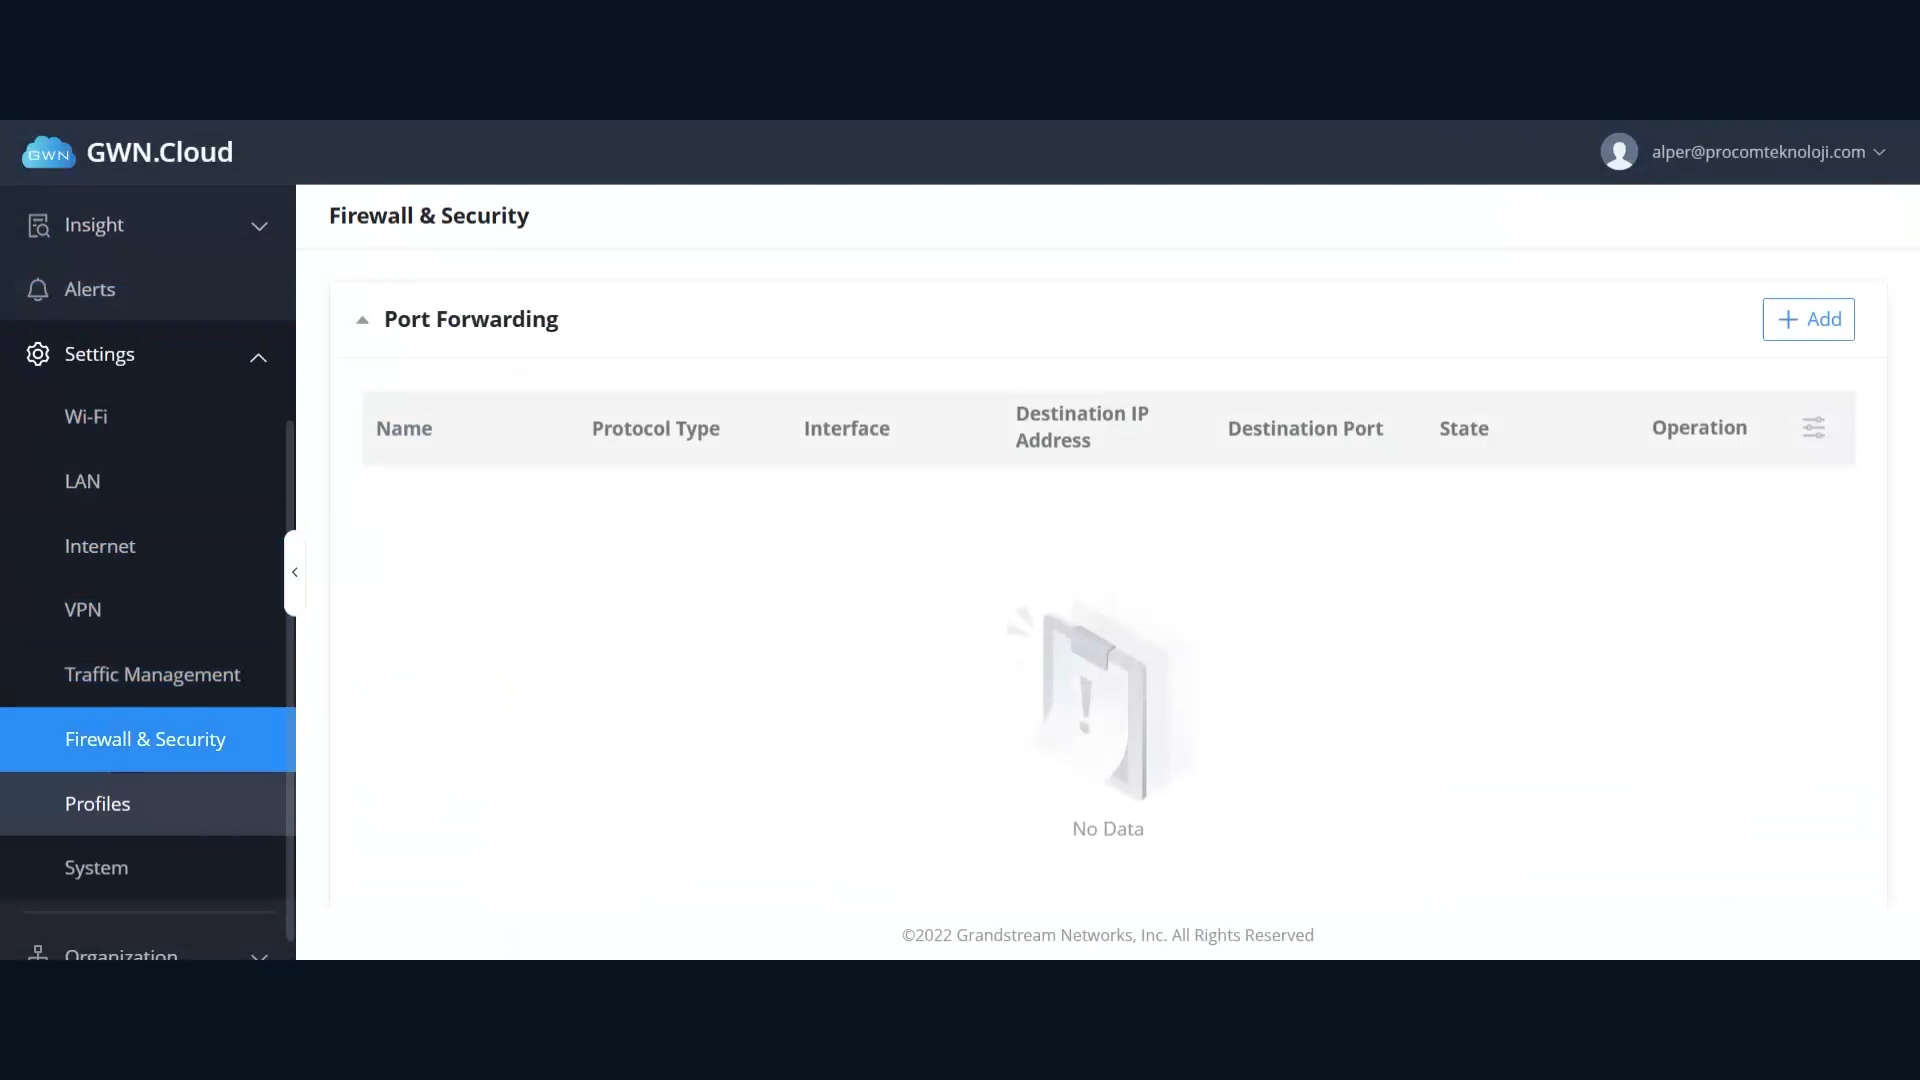 GWN
GWN.Cloud
alper@procomteknoloji.com
Insight
Alerts
Settings
Wi-Fi
LAN
Internet
VPN
Traffic Management
Firewall & Security
Profiles
System
Organization
Firewall & Security
Port Forwarding
Add
Name
Protocol Type
Interface
Destination IP
Address
Destination Port
State
Operation
No Data
©2022 Grandstream Networks, Inc. All Rights Reserved